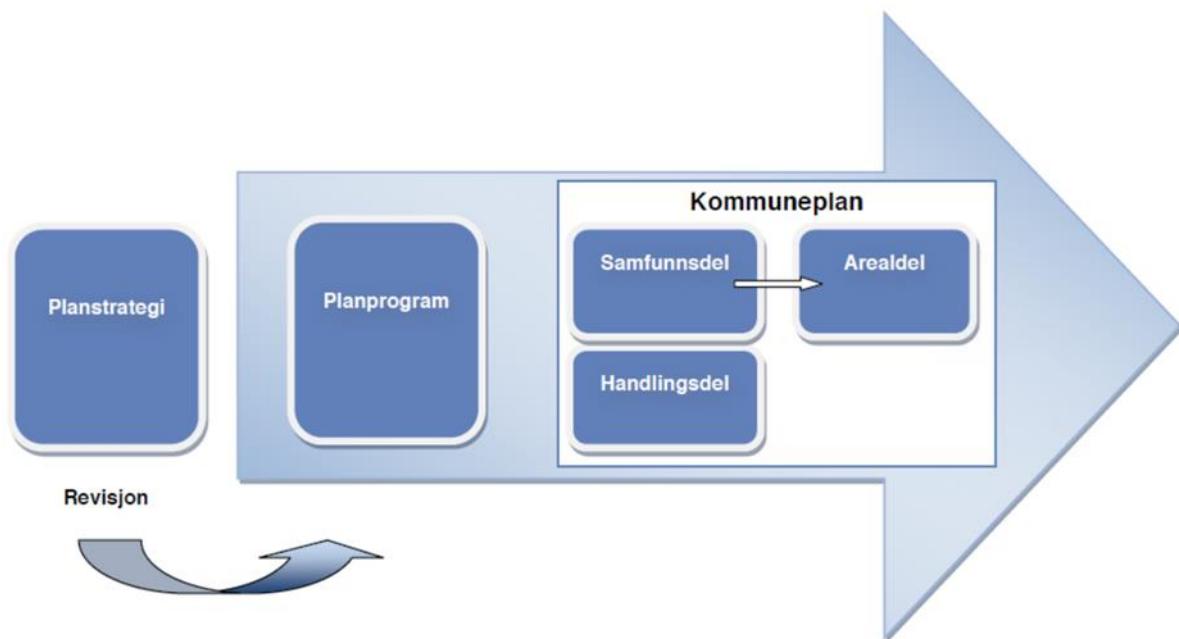 Planstrategi
Planprogram
Kommuneplan
Samfunnsdel
Arealdel
Handlingsdel
Revisjon